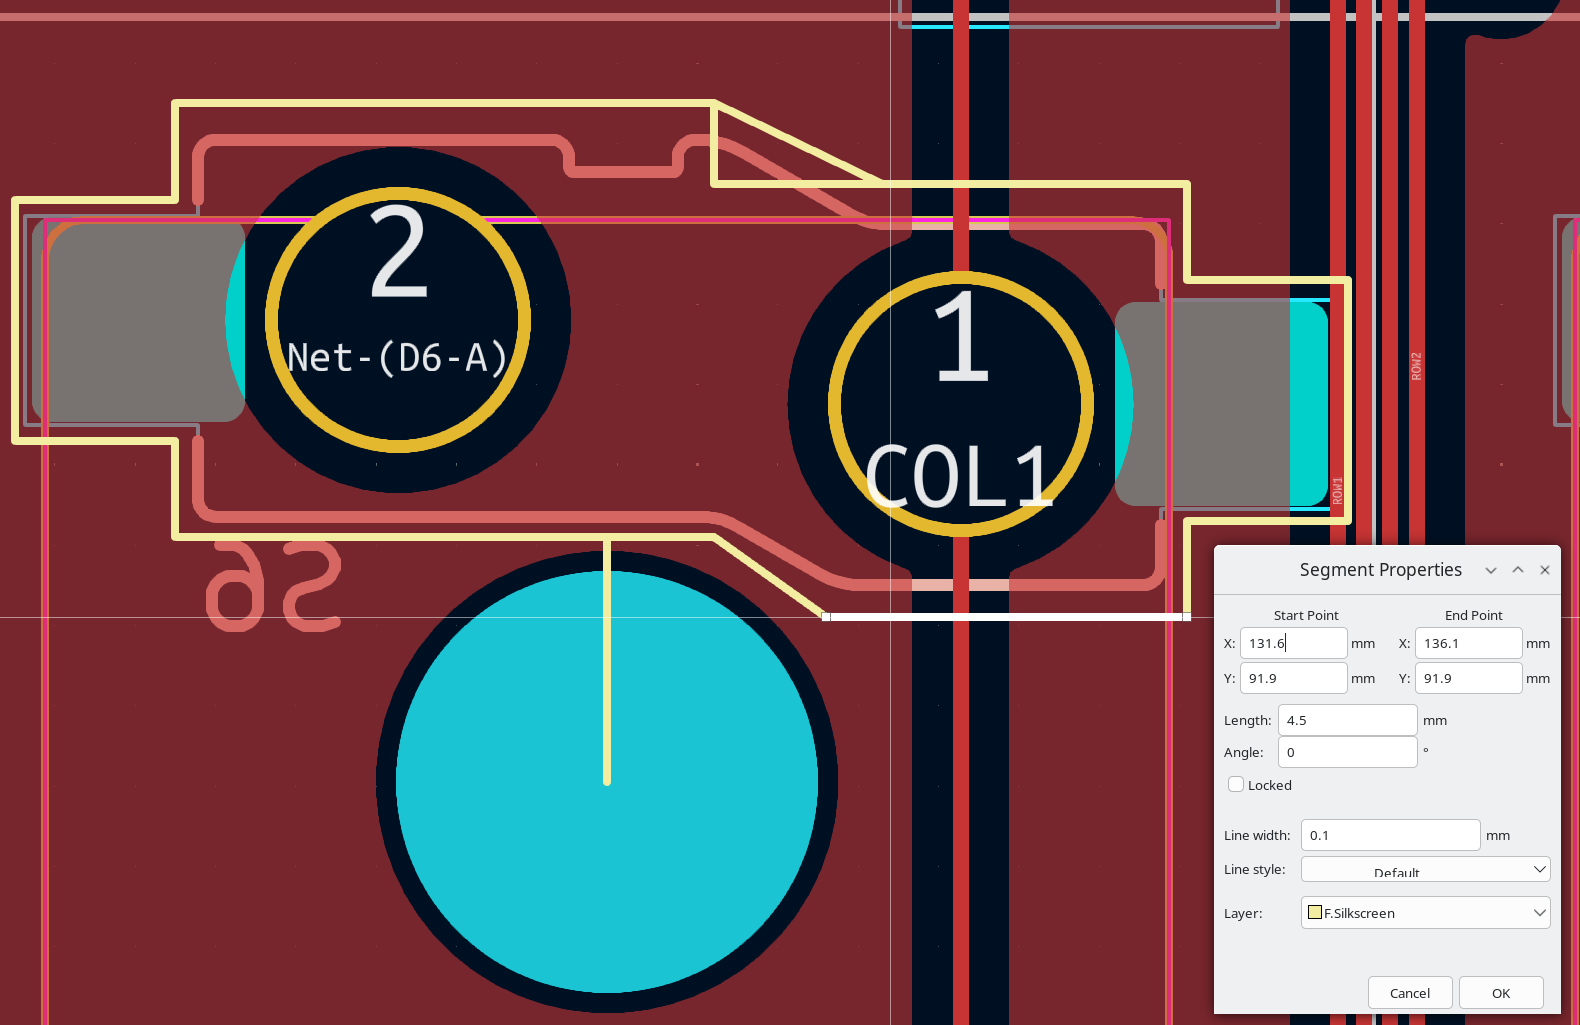 2
Net-(D6-A)
1
COL1
ROW2
ROW1
S6
Segment Properties
Start Point
End Point
X: 131.6 mm
X: 136.1 mm
Y: 91.9 mm
Y: 91.9 mm
Length: 4.5 mm
Angle: 0 °
Locked
Line width: 0.1 mm
Line style: Default
Layer: F.Silkscreen
Cancel
OK